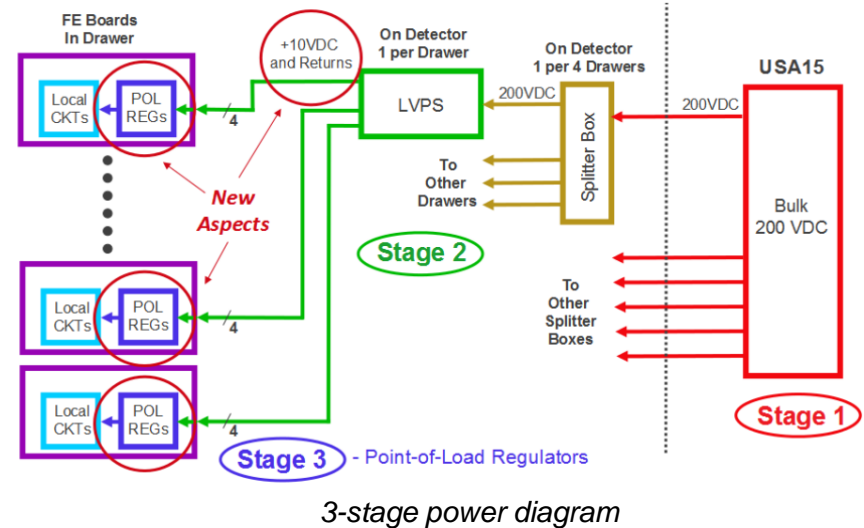 FE Boards
In Drawer
+10VDC
and Returns
On Detector
1 per Drawer
On Detector
1 per 4 Drawers
USA15
Local
CKTs
POL
REGs
4
LVPS
200VDC
Splitter Box
200VDC
Bulk
200 VDC
To
Other
Drawers
New
Aspects
Stage 2
Local
CKTs
POL
REGs
4
To
Other
Splitter
Boxes
Local
CKTs
POL
REGs
4
Stage 1
Stage 3 - Point-of-Load Regulators
3-stage power diagram